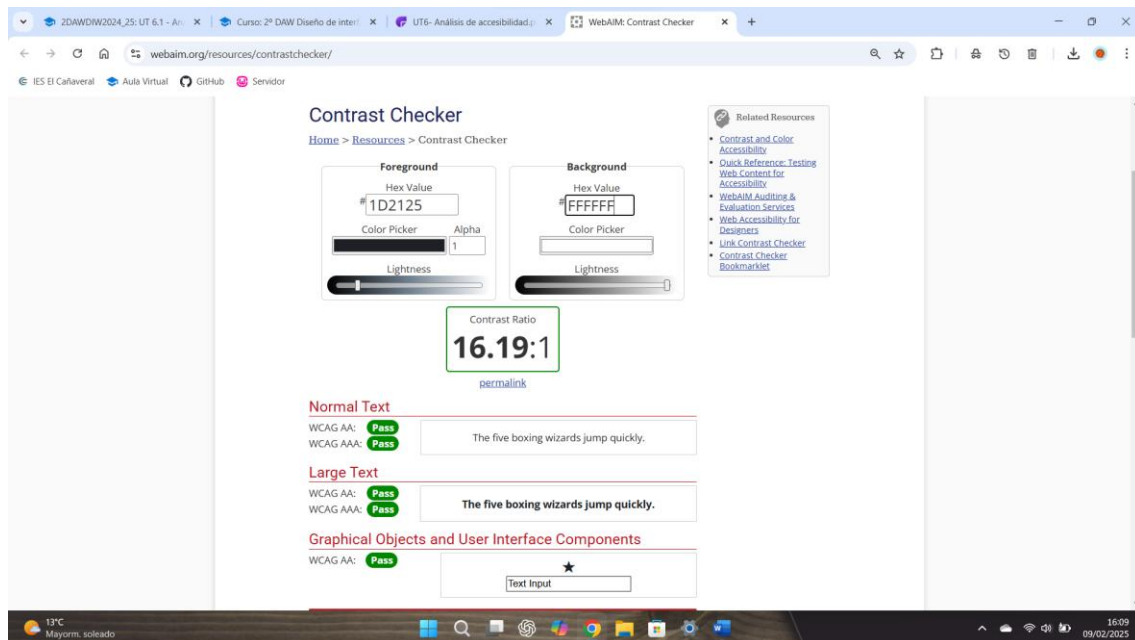 2DAWDIW2024_25: UT 6.1 - An
Curso: 2º DAW Diseño de interf
UT6- Análisis de accesibilidad.p
WebAIM: Contrast Checker
webaim.org/resources/contrastchecker/
IES El Cañaveral
Aula Virtual
GitHub
Servidor
Contrast Checker
Home > Resources > Contrast Checker
Foreground
Hex Value
# 1D2125
Color Picker Alpha
1
Lightness
Background
Hex Value
# FFFFFF
Color Picker
Lightness
Contrast Ratio
16.19:1
permalink
Normal Text
WCAG AA: Pass
WCAG AAA: Pass
The five boxing wizards jump quickly.
Large Text
WCAG AA: Pass
WCAG AAA: Pass
The five boxing wizards jump quickly.
Graphical Objects and User Interface Components
WCAG AA: Pass
Text Input
Related Resources
Contrast and Color
Accessibility
Quick Reference: Testing
Web Content for
Accessibility
WebAIM Auditing &
Evaluation Services
Web Accessibility for
Designers
Link Contrast Checker
Contrast Checker
Bookmarklet
13°C
Mayorm. soleado
16:09
09/02/2025